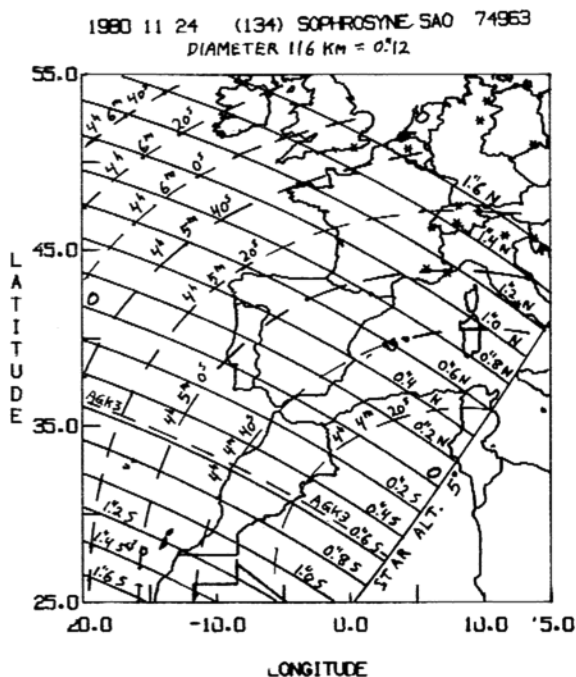 1980 11 24 (134) SOPHROSYNE SAO 74963
DIAMETER 116 KM = 0."12
55.0
4h 6m 40s
4h 6m 20s
4h 6m 0s
4h 5m 40s
4h 5m 20s
1."6 N
1."4 N
1."2 N
1."0 N
0."8 N
0."6 N
0."4 N
0."2 N
0
45.0
LATITUDE
0
4h 5m 0s
4h 4m 40s
4h 4m 20s
AGK3
35.0
0
0."2 S
0."4 S
AGK3 0."6 S
0."8 S
1."0 S
1."2 S
1."4 S
1."6 S
STAR ALT. 5°
25.0
20.0 -10.0 0.0 10.0 15.0
LONGITUDE